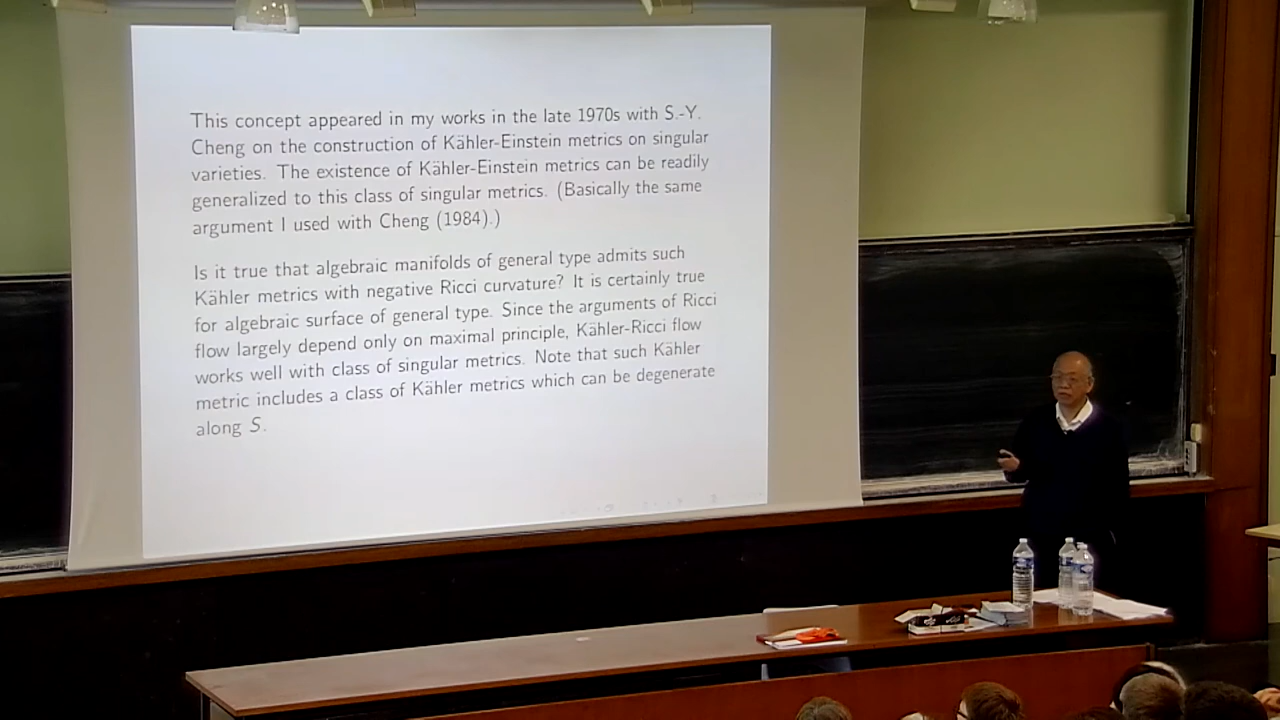 This concept appeared in my works in the late 1970s with S.-Y.
Cheng on the construction of Kähler-Einstein metrics on singular
varieties. The existence of Kähler-Einstein metrics can be readily
generalized to this class of singular metrics. (Basically the same
argument I used with Cheng (1984).)
Is it true that algebraic manifolds of general type admits such
Kähler metrics with negative Ricci curvature? It is certainly true
for algebraic surface of general type. Since the arguments of Ricci
flow largely depend only on maximal principle, Kähler-Ricci flow
works well with class of singular metrics. Note that such Kähler
metric includes a class of Kähler metrics which can be degenerate
along S.